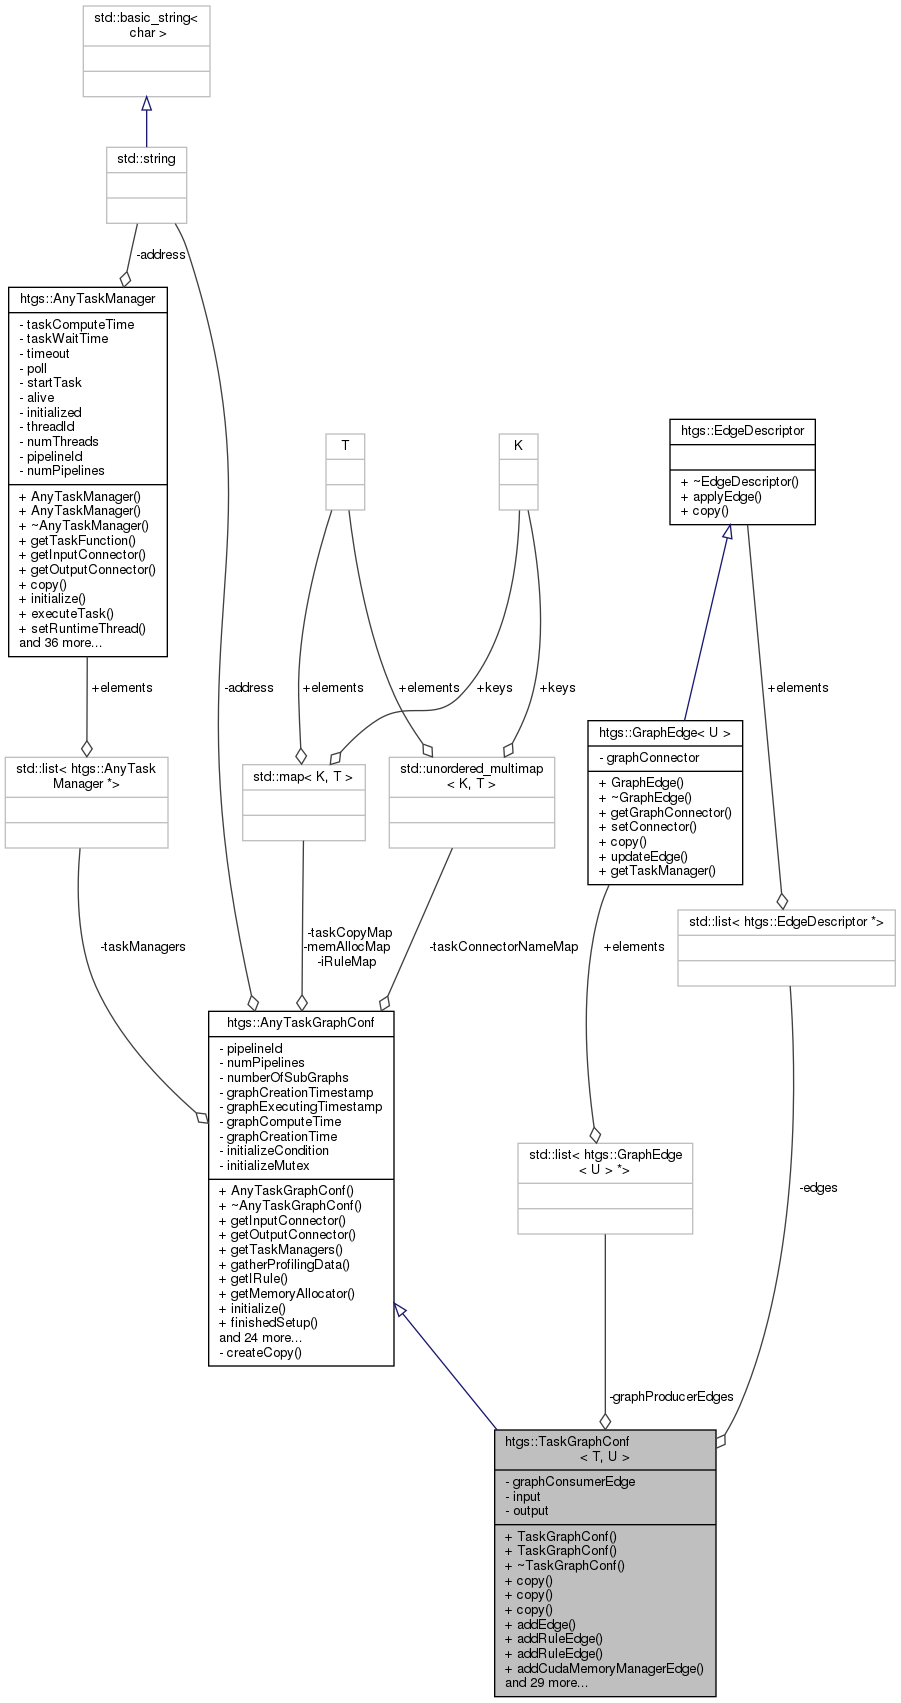 std::basic_string<
char >
std::string
-address
htgs::AnyTaskManager
- taskComputeTime
- taskWaitTime
- timeout
- poll
- startTask
- alive
- initialized
- threadId
- numThreads
- pipelineId
- numPipelines
+ AnyTaskManager()
+ AnyTaskManager()
+ ~AnyTaskManager()
+ getTaskFunction()
+ getInputConnector()
+ getOutputConnector()
+ copy()
+ initialize()
+ executeTask()
+ setRuntimeThread()
and 36 more...
T
K
htgs::EdgeDescriptor
+ ~EdgeDescriptor()
+ applyEdge()
+ copy()
+elements
-address
+elements
+elements
+keys
+keys
+elements
htgs::GraphEdge< U >
- graphConnector
+ GraphEdge()
+ ~GraphEdge()
+ getGraphConnector()
+ setConnector()
+ copy()
+ updateEdge()
+ getTaskManager()
std::list< htgs::AnyTask
Manager *>
std::map< K, T >
std::unordered_multimap
< K, T >
std::list< htgs::EdgeDescriptor *>
-taskManagers
-taskCopyMap
-memAllocMap
-iRuleMap
-taskConnectorNameMap
+elements
htgs::AnyTaskGraphConf
- pipelineId
- numPipelines
- numberOfSubGraphs
- graphCreationTimestamp
- graphExecutingTimestamp
- graphComputeTime
- graphCreationTime
- initializeCondition
- initializeMutex
+ AnyTaskGraphConf()
+ ~AnyTaskGraphConf()
+ getInputConnector()
+ getOutputConnector()
+ getTaskManagers()
+ gatherProfilingData()
+ getIRule()
+ getMemoryAllocator()
+ initialize()
+ finishedSetup()
and 24 more...
- createCopy()
std::list< htgs::GraphEdge
< U > *>
-edges
-graphProducerEdges
htgs::TaskGraphConf
< T, U >
- graphConsumerEdge
- input
- output
+ TaskGraphConf()
+ TaskGraphConf()
+ ~TaskGraphConf()
+ copy()
+ copy()
+ copy()
+ addEdge()
+ addRuleEdge()
+ addRuleEdge()
+ addCudaMemoryManagerEdge()
and 29 more...